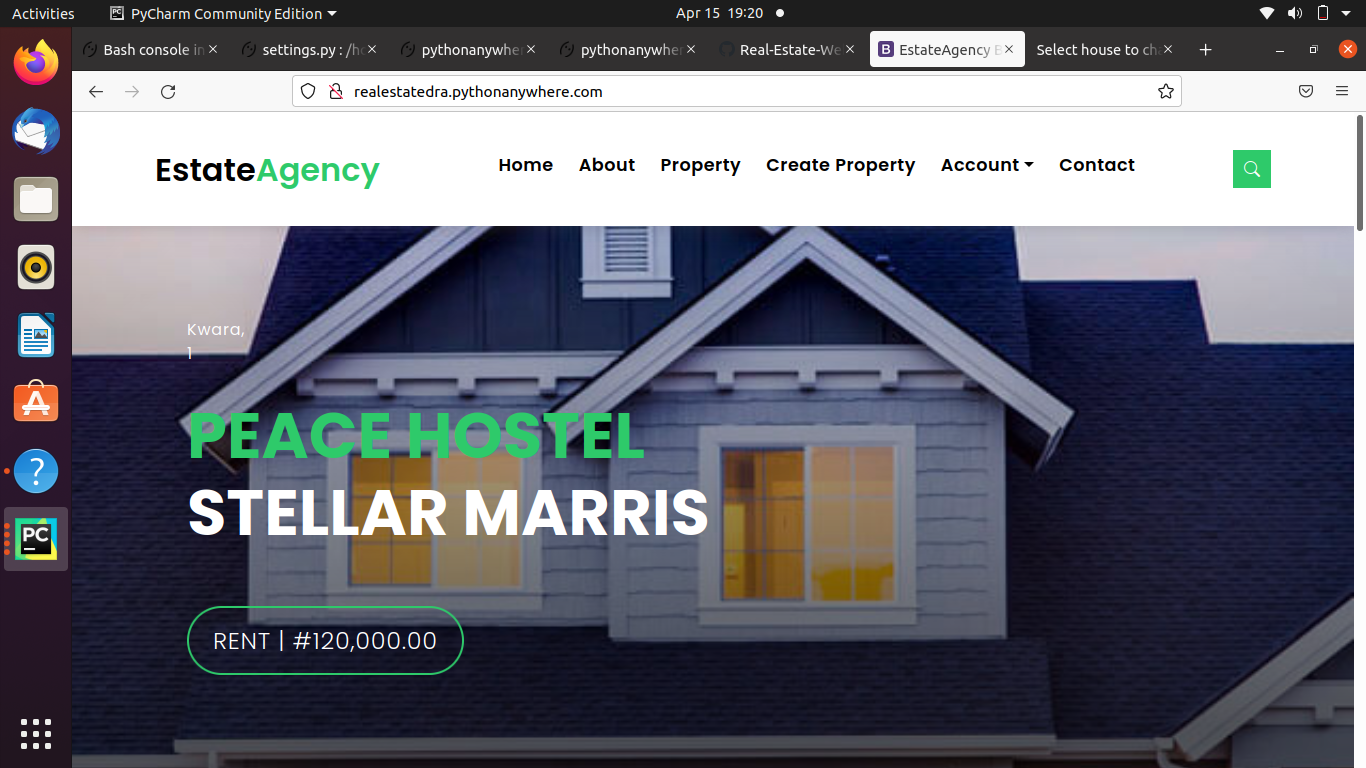 Activities
PyCharm Community Edition
Apr 15 19:20
Bash console in
settings.py : /h
pythonanywher
pythonanywher
Real-Estate-We
EstateAgency B
Select house to ch
realestatedra.pythonanywhere.com
EstateAgency
Home
About
Property
Create Property
Account
Contact
Kwara,
1
PEACE HOSTEL
STELLAR MARRIS
RENT | #120,000.00